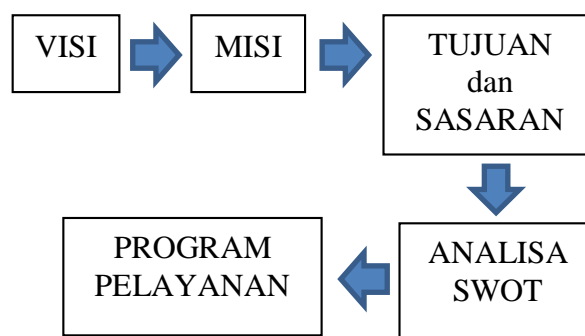 VISI
MISI
TUJUAN
dan
SASARAN
ANALISA
SWOT
PROGRAM
PELAYANAN